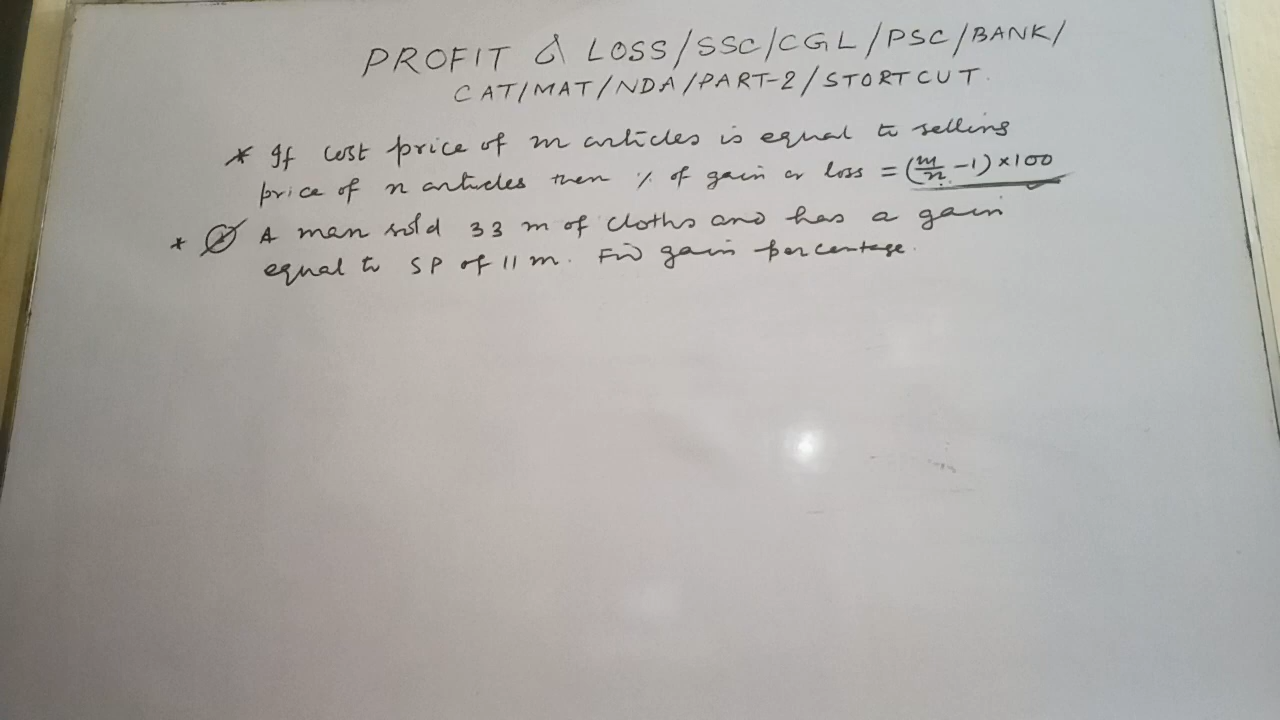 PROFIT & LOSS/SSC/CGL/PSC/BANK/
CAT/MAT/NDA/PART-2/STORTCUT.
* If cost price of m articles is equal to selling
price of n articles then % of gain or loss = (m/n - 1) × 100
* Q A man sold 33 m of cloths and has a gain
equal to SP of 11 m. Find gain percentage.